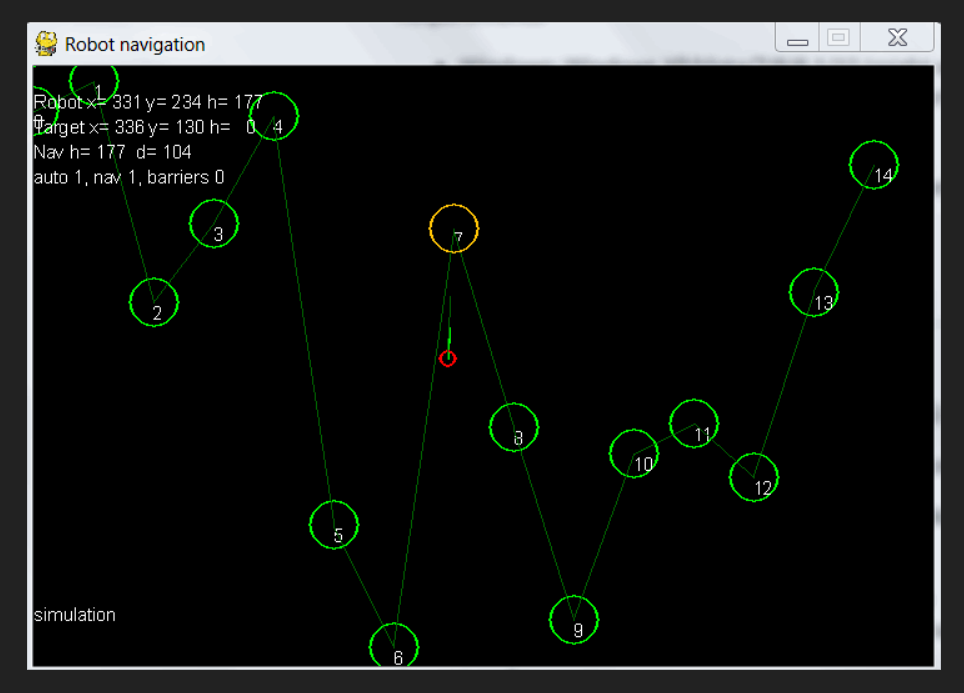 Robot navigation
1
Robot x= 331 y= 234 h= 177
0
Target x= 336 y= 130 h= 0
4
Nav h= 177 d= 104
auto 1, nav 1, barriers 0
14
3
7
13
2
11
8
10
12
5
simulation
9
6